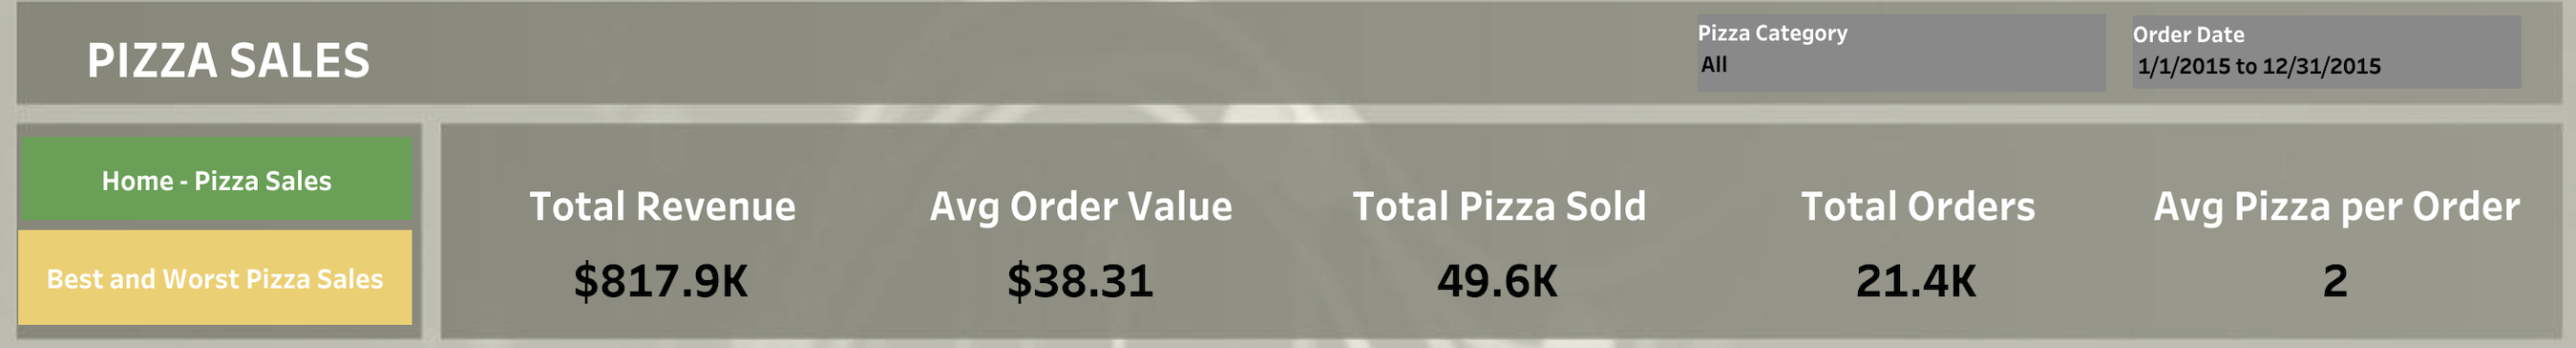 PIZZA SALES
Pizza Category
All
Order Date
1/1/2015 to 12/31/2015
Home - Pizza Sales
Best and Worst Pizza Sales
Total Revenue
$817.9K
Avg Order Value
$38.31
Total Pizza Sold
49.6K
Total Orders
21.4K
Avg Pizza per Order
2